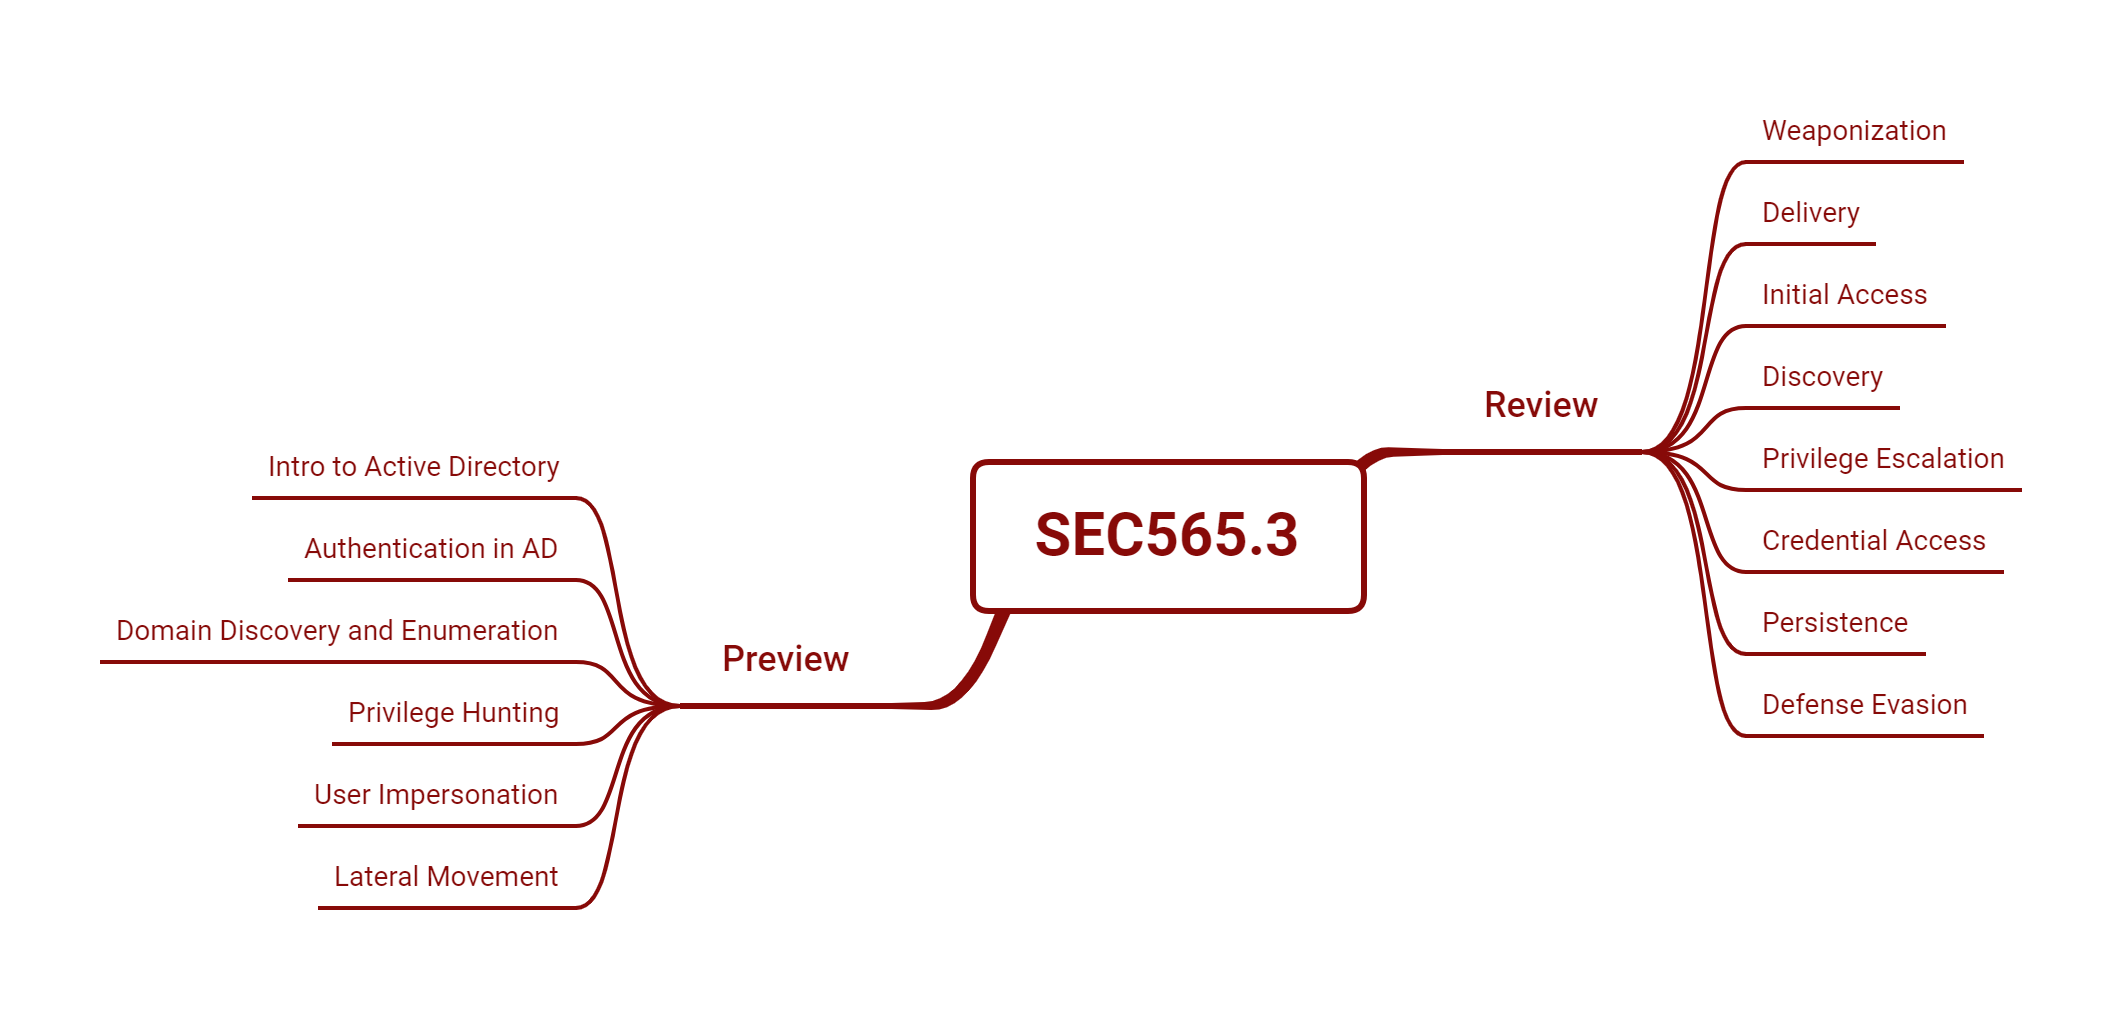 SEC565.3
Review
Weaponization
Delivery
Initial Access
Discovery
Privilege Escalation
Credential Access
Persistence
Defense Evasion
Preview
Intro to Active Directory
Authentication in AD
Domain Discovery and Enumeration
Privilege Hunting
User Impersonation
Lateral Movement